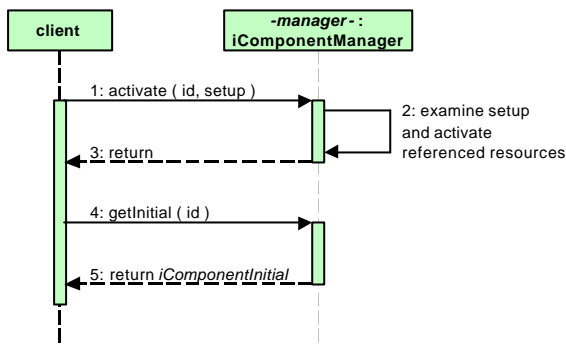 client
-manager- :
iComponentManager
1: activate ( id, setup )
2: examine setup
and activate
referenced resources
3: return
4: getInitial ( id )
5: return iComponentInitial